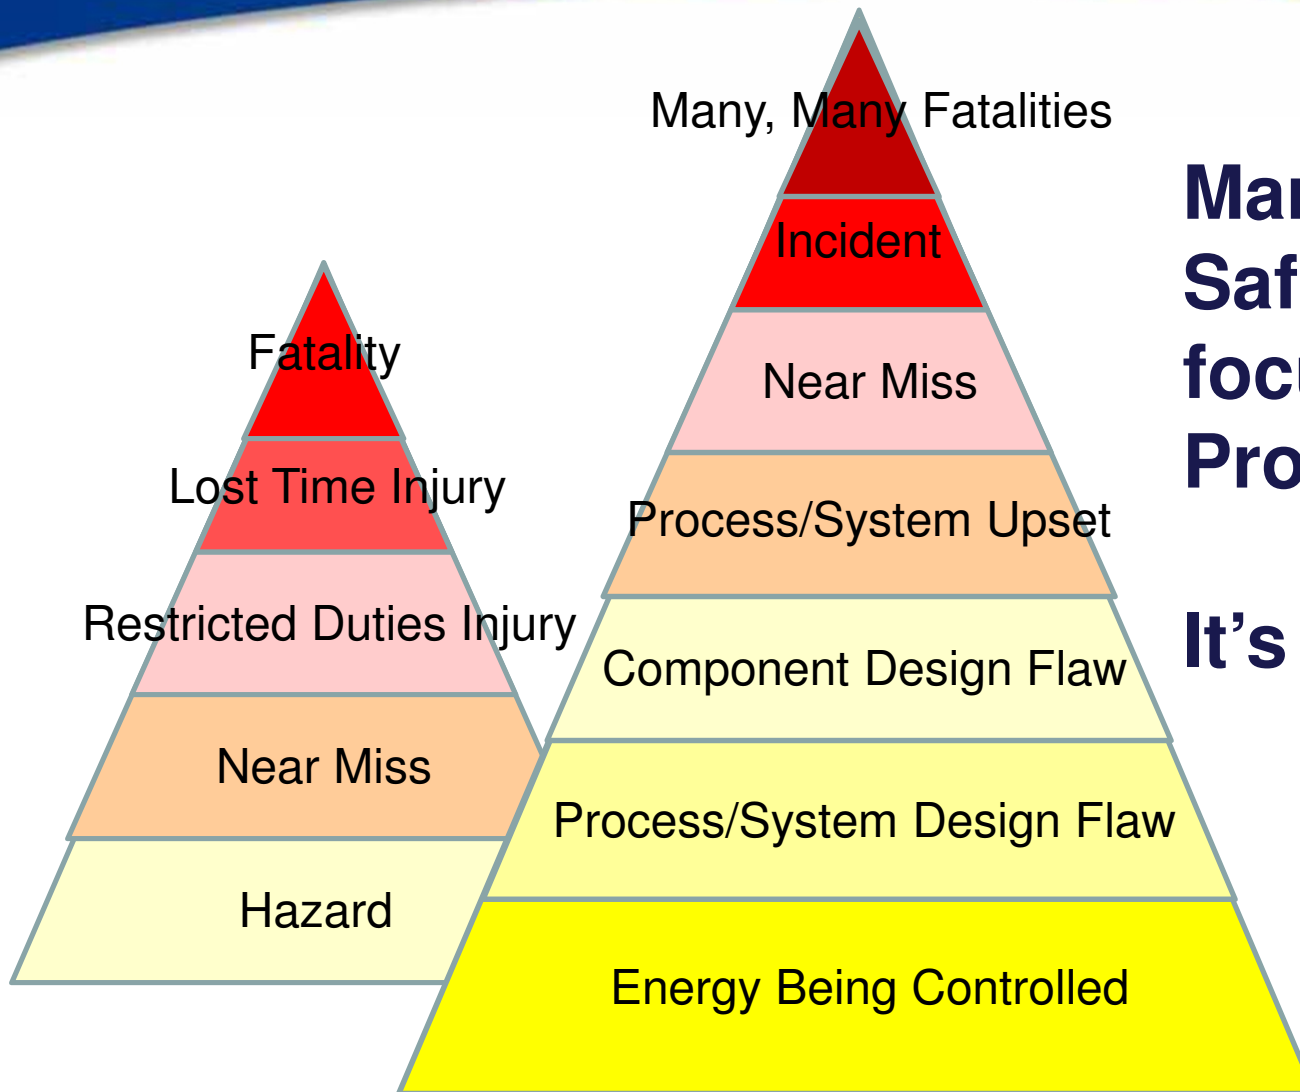 Fatality
Lost Time Injury
Restricted Duties Injury
Near Miss
Hazard
Many, Many Fatalities
Incident
Near Miss
Process/System Upset
Component Design Flaw
Process/System Design Flaw
Energy Being Controlled
It’s